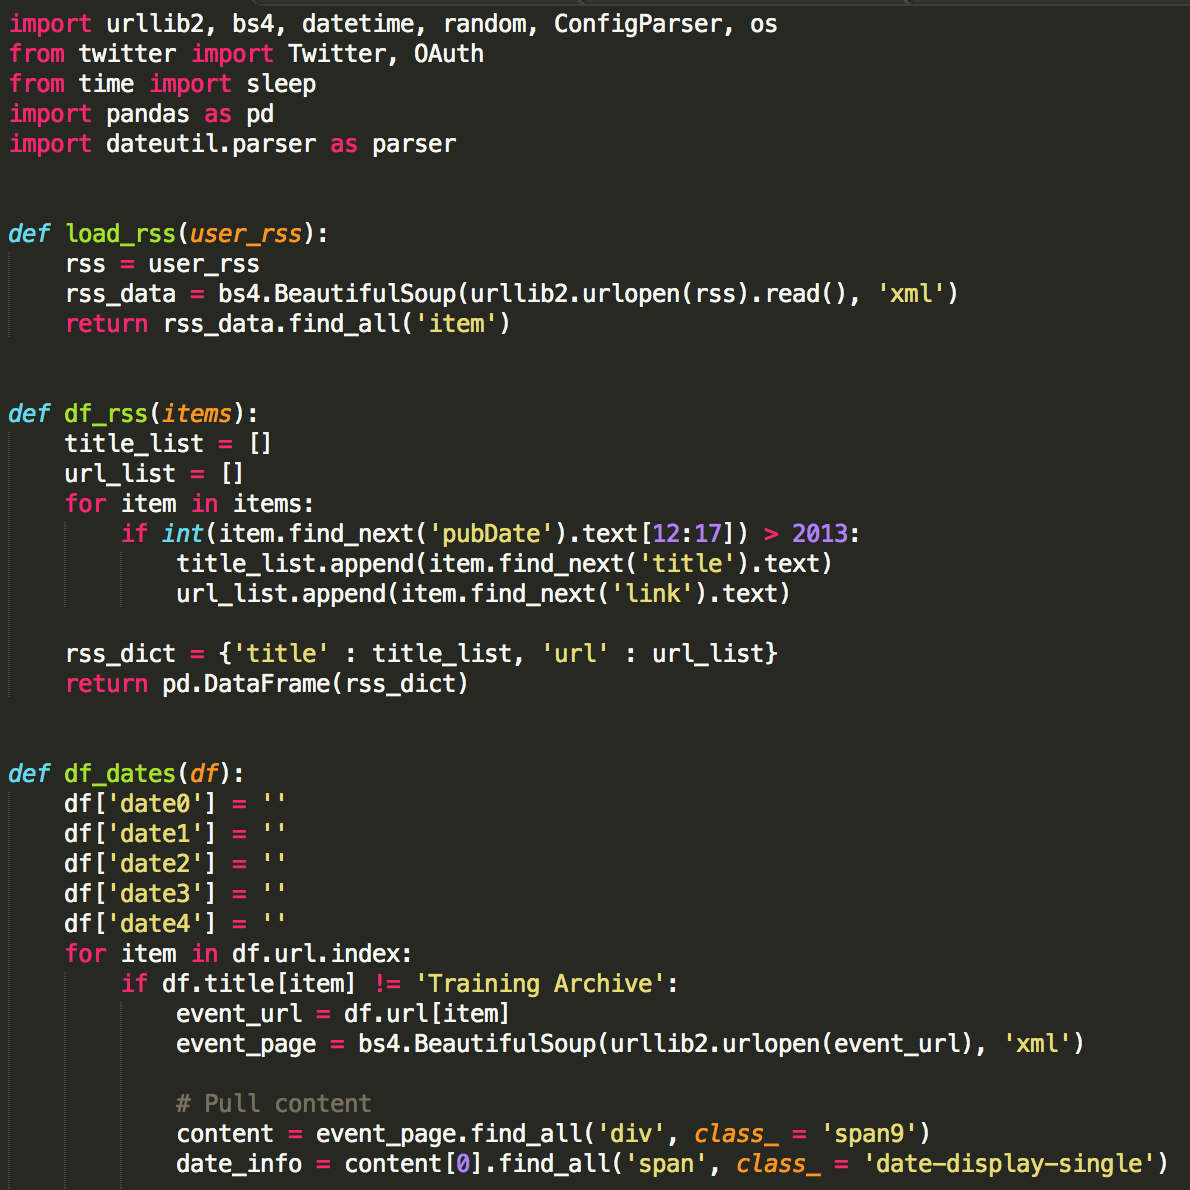 import urllib2, bs4, datetime, random, ConfigParser, os
from twitter import Twitter, OAuth
from time import sleep
import pandas as pd
import dateutil.parser as parser
def load_rss(user_rss):
    rss = user_rss
    rss_data = bs4.BeautifulSoup(urllib2.urlopen(rss).read(), 'xml')
    return rss_data.find_all('item')
def df_rss(items):
    title_list = []
    url_list = []
    for item in items:
        if int(item.find_next('pubDate').text[12:17]) > 2013:
            title_list.append(item.find_next('title').text)
            url_list.append(item.find_next('link').text)
    rss_dict = {'title' : title_list, 'url' : url_list}
    return pd.DataFrame(rss_dict)
def df_dates(df):
    df['date0'] = ''
    df['date1'] = ''
    df['date2'] = ''
    df['date3'] = ''
    df['date4'] = ''
    for item in df.url.index:
        if df.title[item] != 'Training Archive':
            event_url = df.url[item]
            event_page = bs4.BeautifulSoup(urllib2.urlopen(event_url), 'xml')
            # Pull content
            content = event_page.find_all('div', class_ = 'span9')
            date_info = content[0].find_all('span', class_ = 'date-display-single')